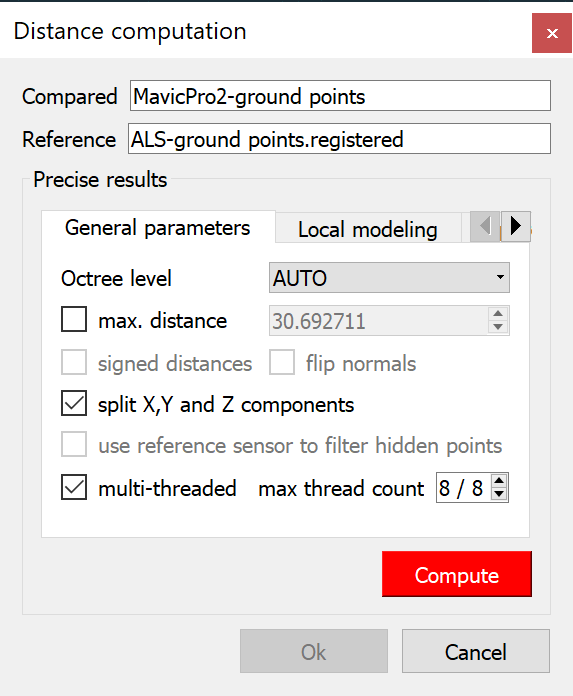 Distance computation
Compared MavicPro2-ground points
Reference ALS-ground points.registered
Precise results
General parameters Local modeling
Octree level AUTO
max. distance 30.692711
signed distances flip normals
split X,Y and Z components
use reference sensor to filter hidden points
multi-threaded max thread count 8 / 8
Compute
Ok Cancel